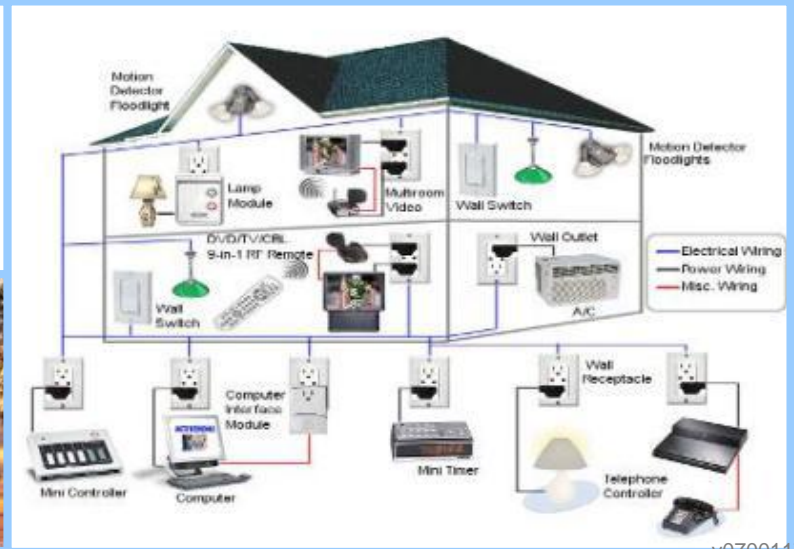 Motion
Detector
Floodlight
Motion Detector
Floodlights
Lamp
Module
Multiroom
Video
Wall Switch
DVD/TV/CBL
9-in-1 RF Remote
Wall Outlet
Electrical Wiring
Power Wiring
Misc. Wiring
Wall
Switch
A/C
Computer
Interface
Module
Wall
Receptacle
Mini Controller
Computer
Mini Timer
Telephone
Controller